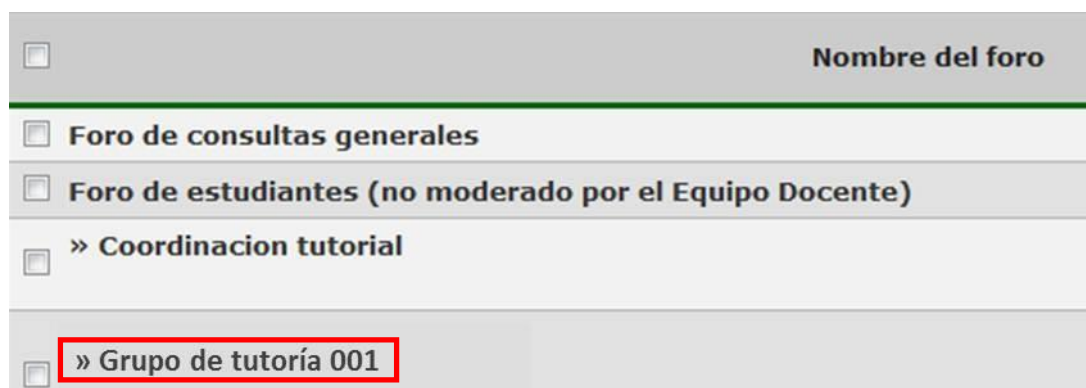 Nombre del foro
Foro de consultas generales
Foro de estudiantes (no moderado por el Equipo Docente)
» Coordinacion tutorial
» Grupo de tutoría 001